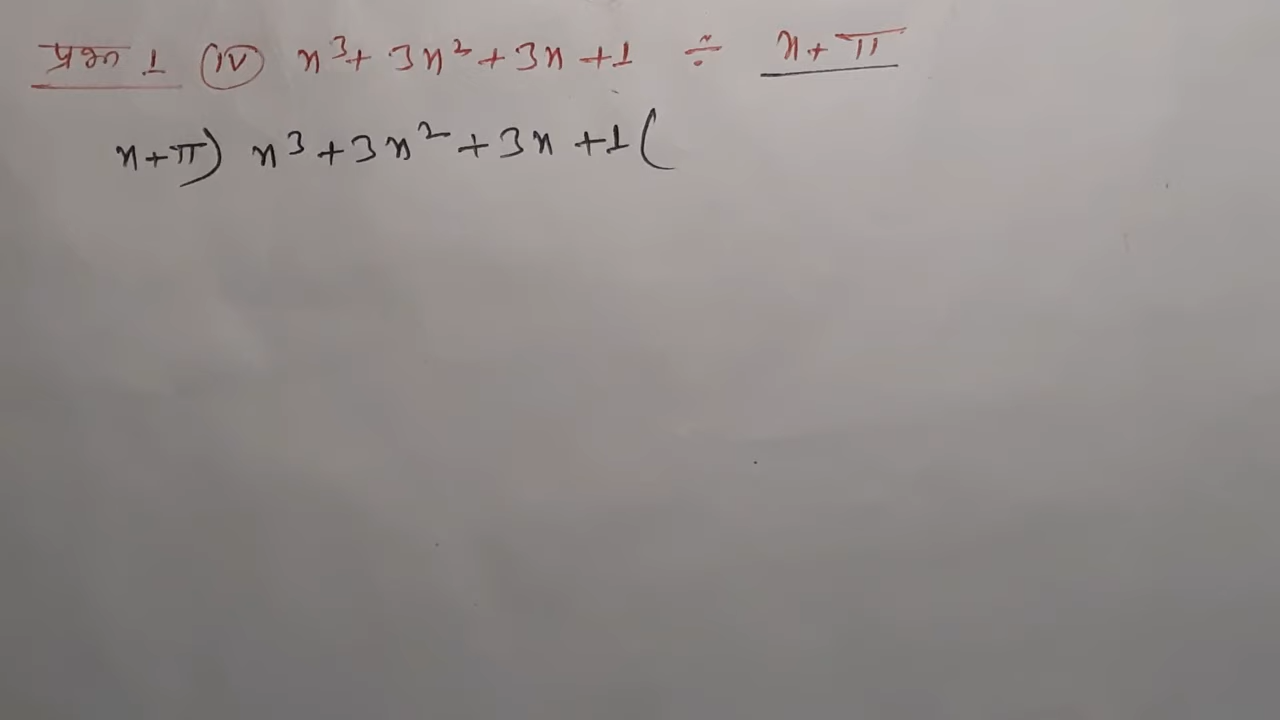 प्रश्न 1 (iv) x³ + 3x² + 3x + 1 ÷ x + π
x + π) x³ + 3x² + 3x + 1 (